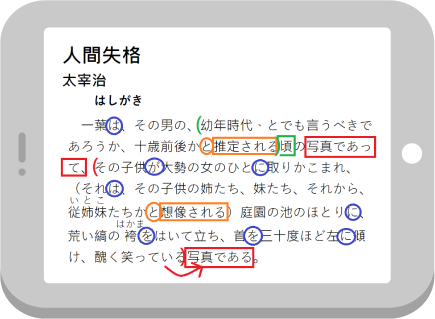 人間失格
太宰治
はしがき
一葉は、その男の、(幼年時代、とでも言うべきで
あろうか、十歳前後かと推定される頃の写真であっ
て、(その子供が大勢の女のひとに取りかこまれ、
(それは、その子供の姉たち、妹たち、それから、
いとこ
従姉妹たちかと想像される)庭園の池のほとりに、
はかま
荒い縞の袴をはいて立ち、首を三十度ほど左に傾
け、醜く笑っている)写真である。